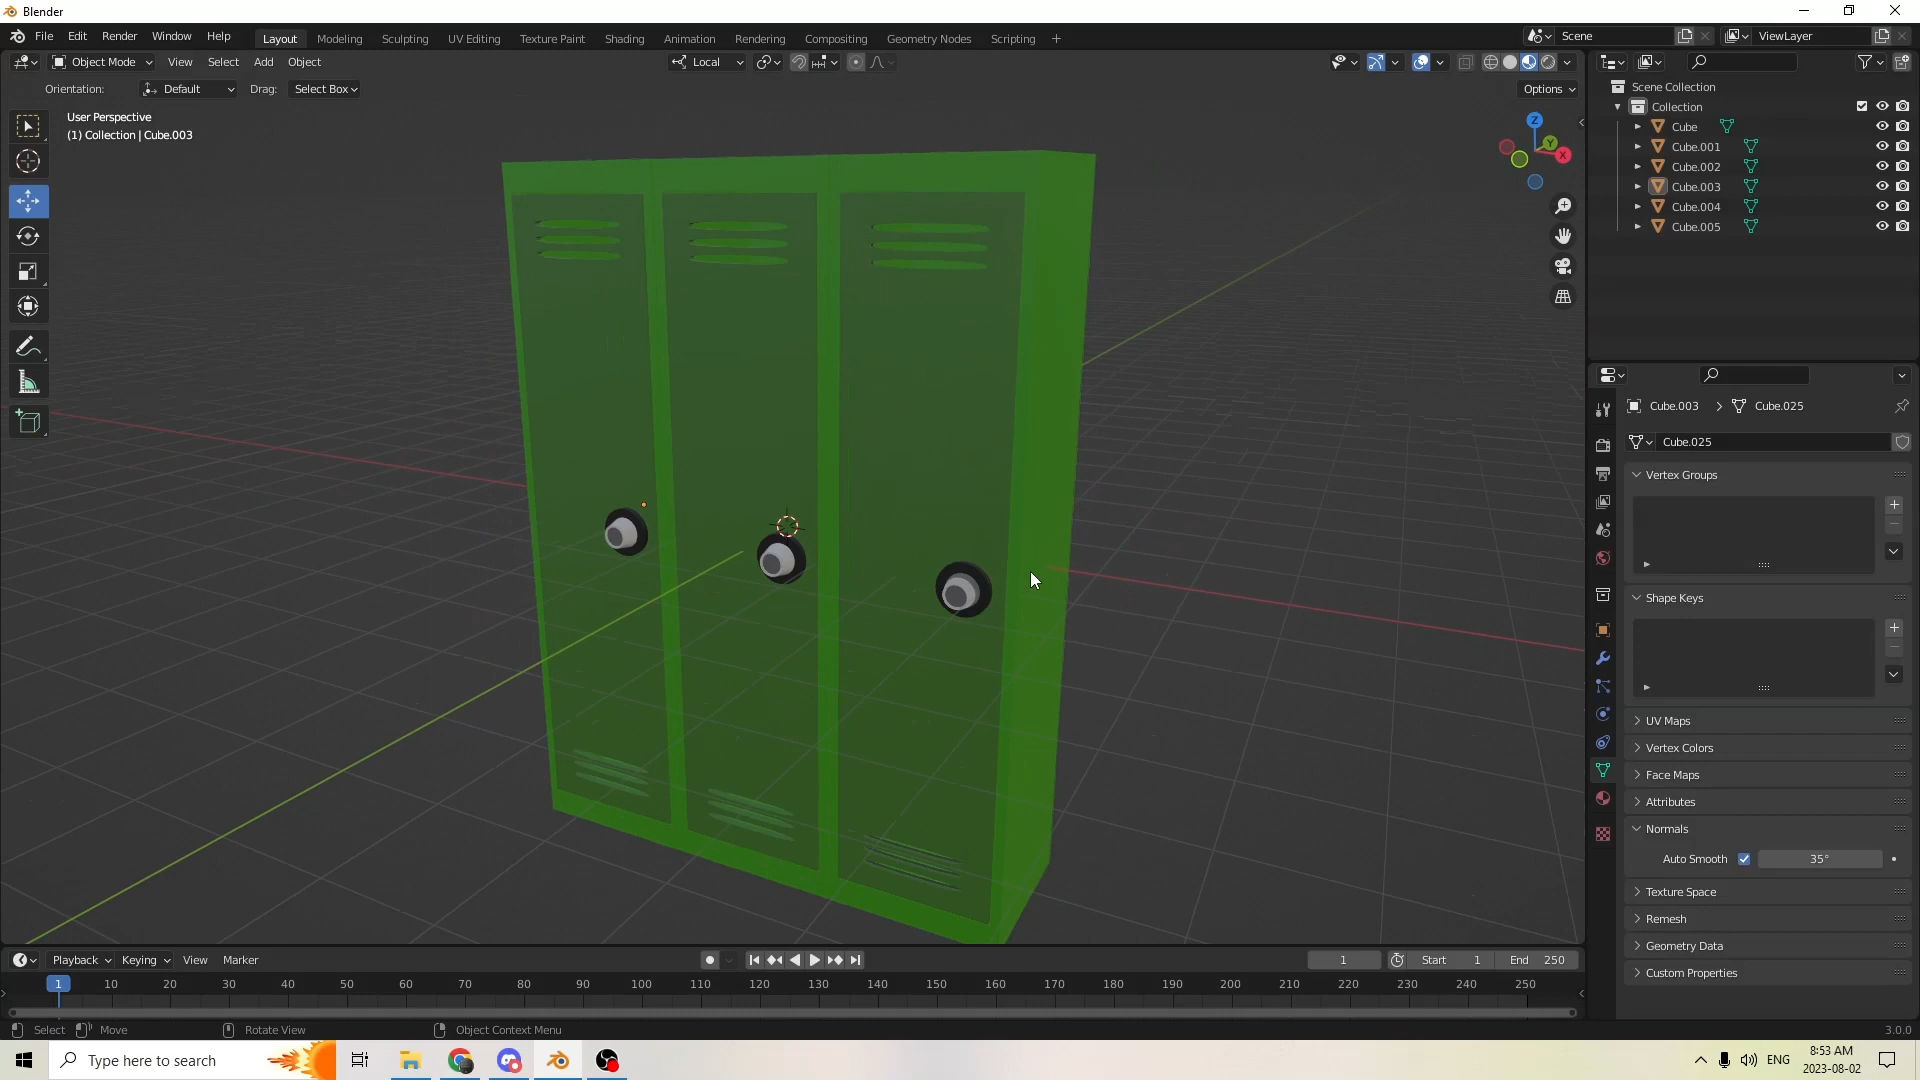 Blender
File Edit Render Window Help Layout Modeling Sculpting UV Editing Texture Paint Shading Animation Rendering Compositing Geometry Nodes Scripting + Scene ViewLayer
Object Mode View Select Add Object Local
Orientation: Default Drag: Select Box Options
User Perspective
(1) Collection | Cube.003
Z
Y
X
Scene Collection
Collection
Cube
Cube.001
Cube.002
Cube.003
Cube.004
Cube.005
Cube.003 > Cube.025
Cube.025
Vertex Groups
Shape Keys
UV Maps
Vertex Colors
Face Maps
Attributes
Normals
Auto Smooth 35°
Texture Space
Remesh
Geometry Data
Custom Properties
Playback Keying View Marker 1 Start 1 End 250
1 10 20 30 40 50 60 70 80 90 100 110 120 130 140 150 160 170 180 190 200 210 220 230 240 250
Select Move Rotate View Object Context Menu 3.0.0
Type here to search ENG 8:53 AM
2023-08-02